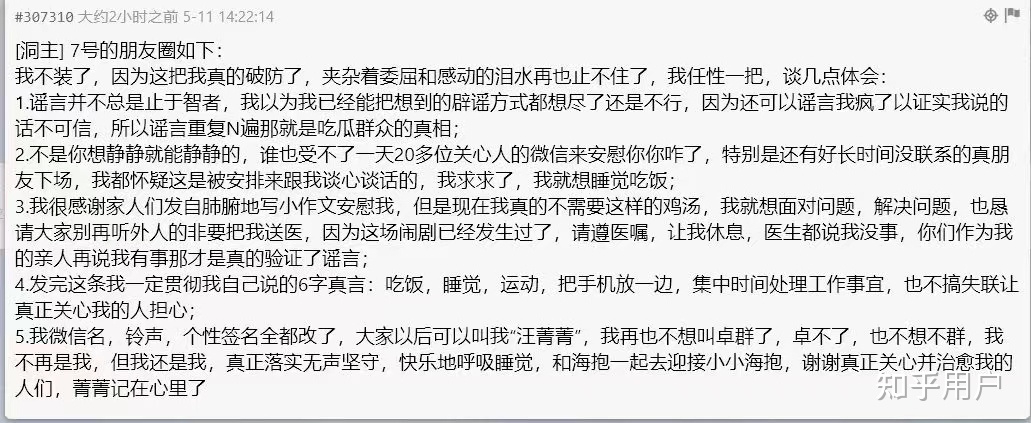 #307310 大约2小时之前 5-11 14:22:14
[洞主] 7号的朋友圈如下：
我不装了，因为这把我真的破防了，夹杂着委屈和感动的泪水再也止不住了，我任性一把，谈几点体会：
1.谣言并不总是止于智者，我以为我已经能把想到的辟谣方式都想尽了还是不行，因为还可以谣言我疯了以证实我说的
话不可信，所以谣言重复N遍那就是吃瓜群众的真相；
2.不是你想静静就能静静的，谁也受不了一天20多位关心人的微信来安慰你你咋了，特别是还有好长时间没联系的真朋
友下场，我都怀疑这是被安排来跟我谈心谈话的，我求求了，我就想睡觉吃饭；
3.我很感谢家人们发自肺腑地写小作文安慰我，但是现在我真的不需要这样的鸡汤，我就想面对问题，解决问题，也恳
请大家别再听外人的非要把我送医，因为这场闹剧已经发生过了，请遵医嘱，让我休息，医生都说我没事，你们作为我
的亲人再说我有事那才是真的验证了谣言；
4.发完这条我一定贯彻我自己说的6字真言：吃饭，睡觉，运动，把手机放一边，集中时间处理工作事宜，也不搞失联让
真正关心我的人担心；
5.我微信名，铃声，个性签名全都改了，大家以后可以叫我“汪菁菁”，我再也不想叫卓群了，卓不了，也不想不群，我
不再是我，但我还是我，真正落实无声坚守，快乐地呼吸睡觉，和海抱一起去迎接小小海抱，谢谢真正关心并治愈我的
人们，菁菁记在心里了
知乎用户